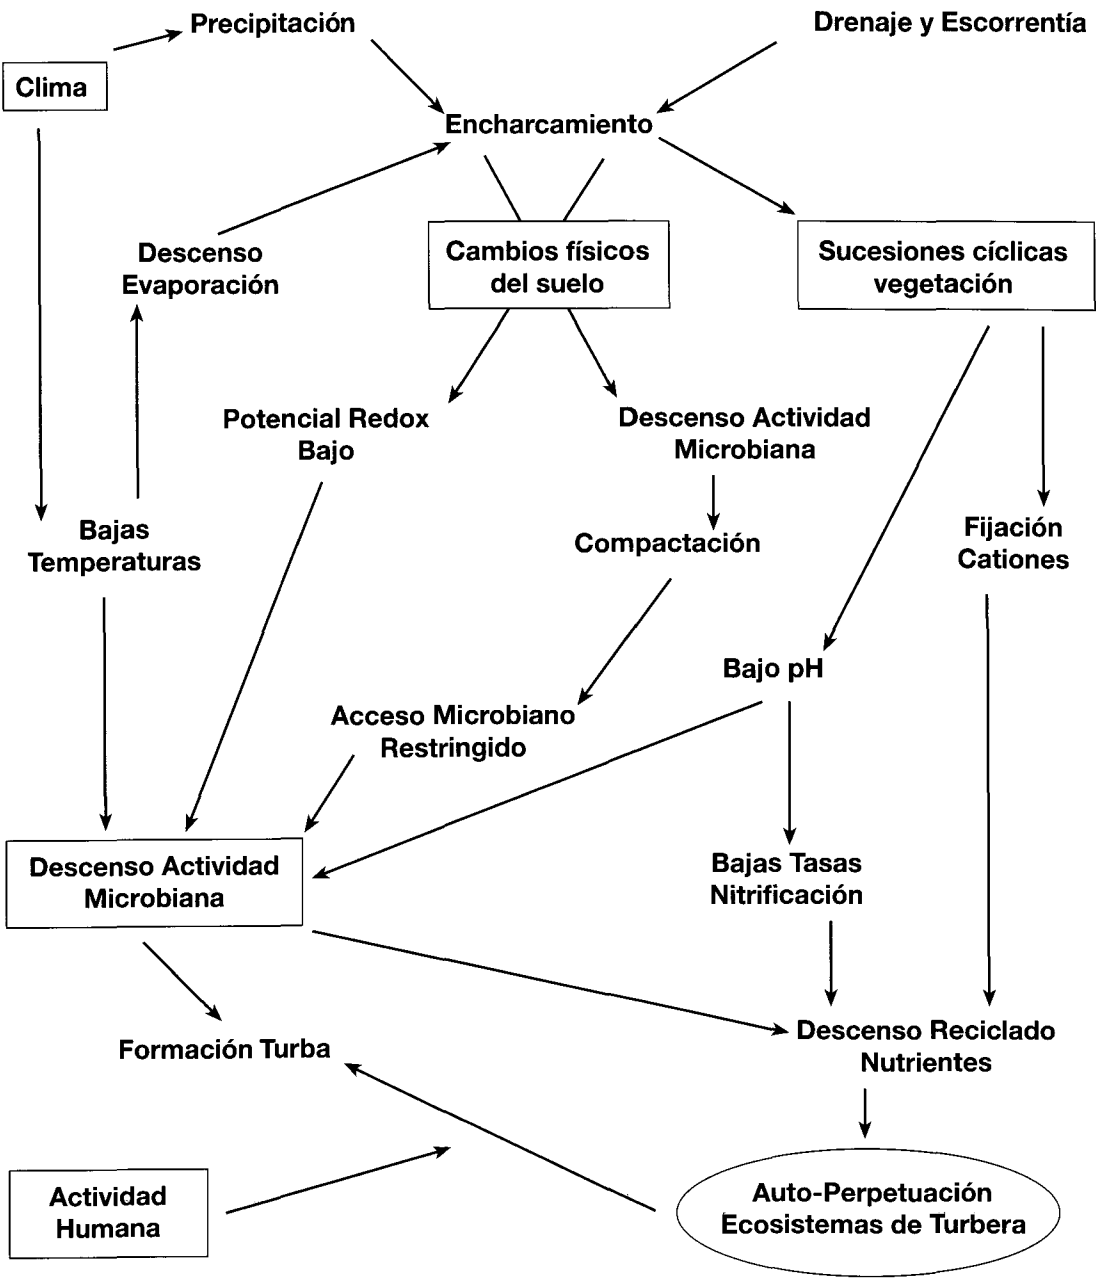 Precipitación
Drenaje y Escorrentía
Clima
Encharcamiento
Descenso
Evaporación
Cambios físicos
del suelo
Sucesiones cíclicas
vegetación
Potencial Redox
Bajo
Descenso Actividad
Microbiana
Bajas
Temperaturas
Compactación
Fijación
Cationes
Bajo pH
Acceso Microbiano
Restringido
Descenso Actividad
Microbiana
Bajas Tasas
Nitrificación
Formación Turba
Descenso Reciclado
Nutrientes
Actividad
Humana
Auto-Perpetuación
Ecosistemas de Turbera